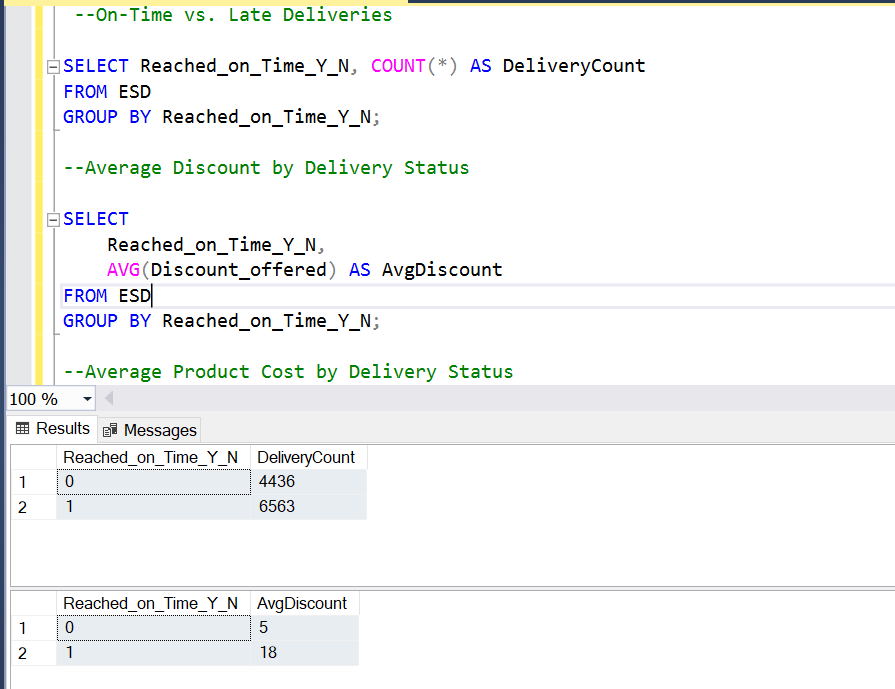 --On-Time vs. Late Deliveries
SELECT Reached_on_Time_Y_N, COUNT(*) AS DeliveryCount
FROM ESD
GROUP BY Reached_on_Time_Y_N;
--Average Discount by Delivery Status
SELECT
Reached_on_Time_Y_N,
AVG(Discount_offered) AS AvgDiscount
FROM ESD
GROUP BY Reached_on_Time_Y_N;
--Average Product Cost by Delivery Status
100 %
Results Messages
Reached_on_Time_Y_N DeliveryCount
1 0 4436
2 1 6563
Reached_on_Time_Y_N AvgDiscount
1 0 5
2 1 18